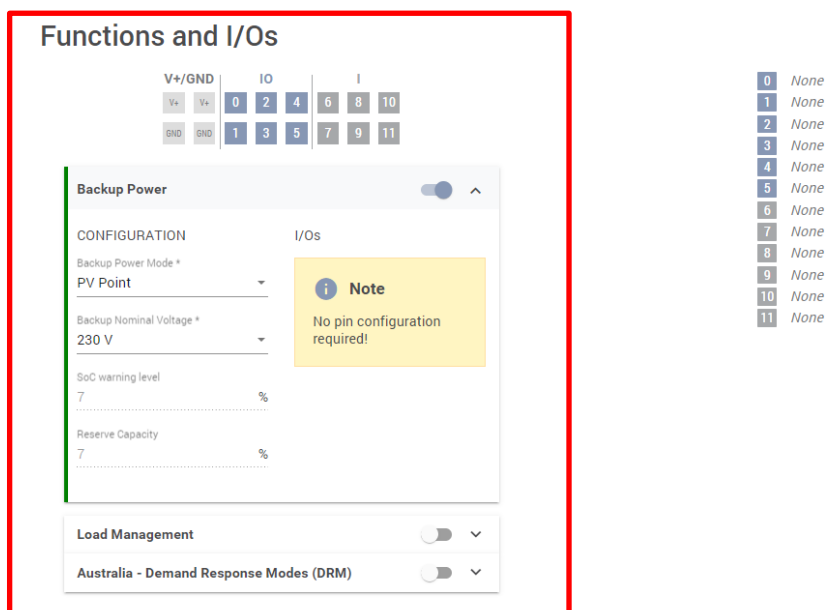 Functions and I/Os
V+/GND IO I
V+ V+ 0 2 4 6 8 10
GND GND 1 3 5 7 9 11
Backup Power
CONFIGURATION I/Os
Backup Power Mode *
PV Point
Note
Backup Nominal Voltage *
230 V
No pin configuration
required!
SoC warning level
7 %
Reserve Capacity
7 %
Load Management
Australia - Demand Response Modes (DRM)
0 None
1 None
2 None
3 None
4 None
5 None
6 None
7 None
8 None
9 None
10 None
11 None